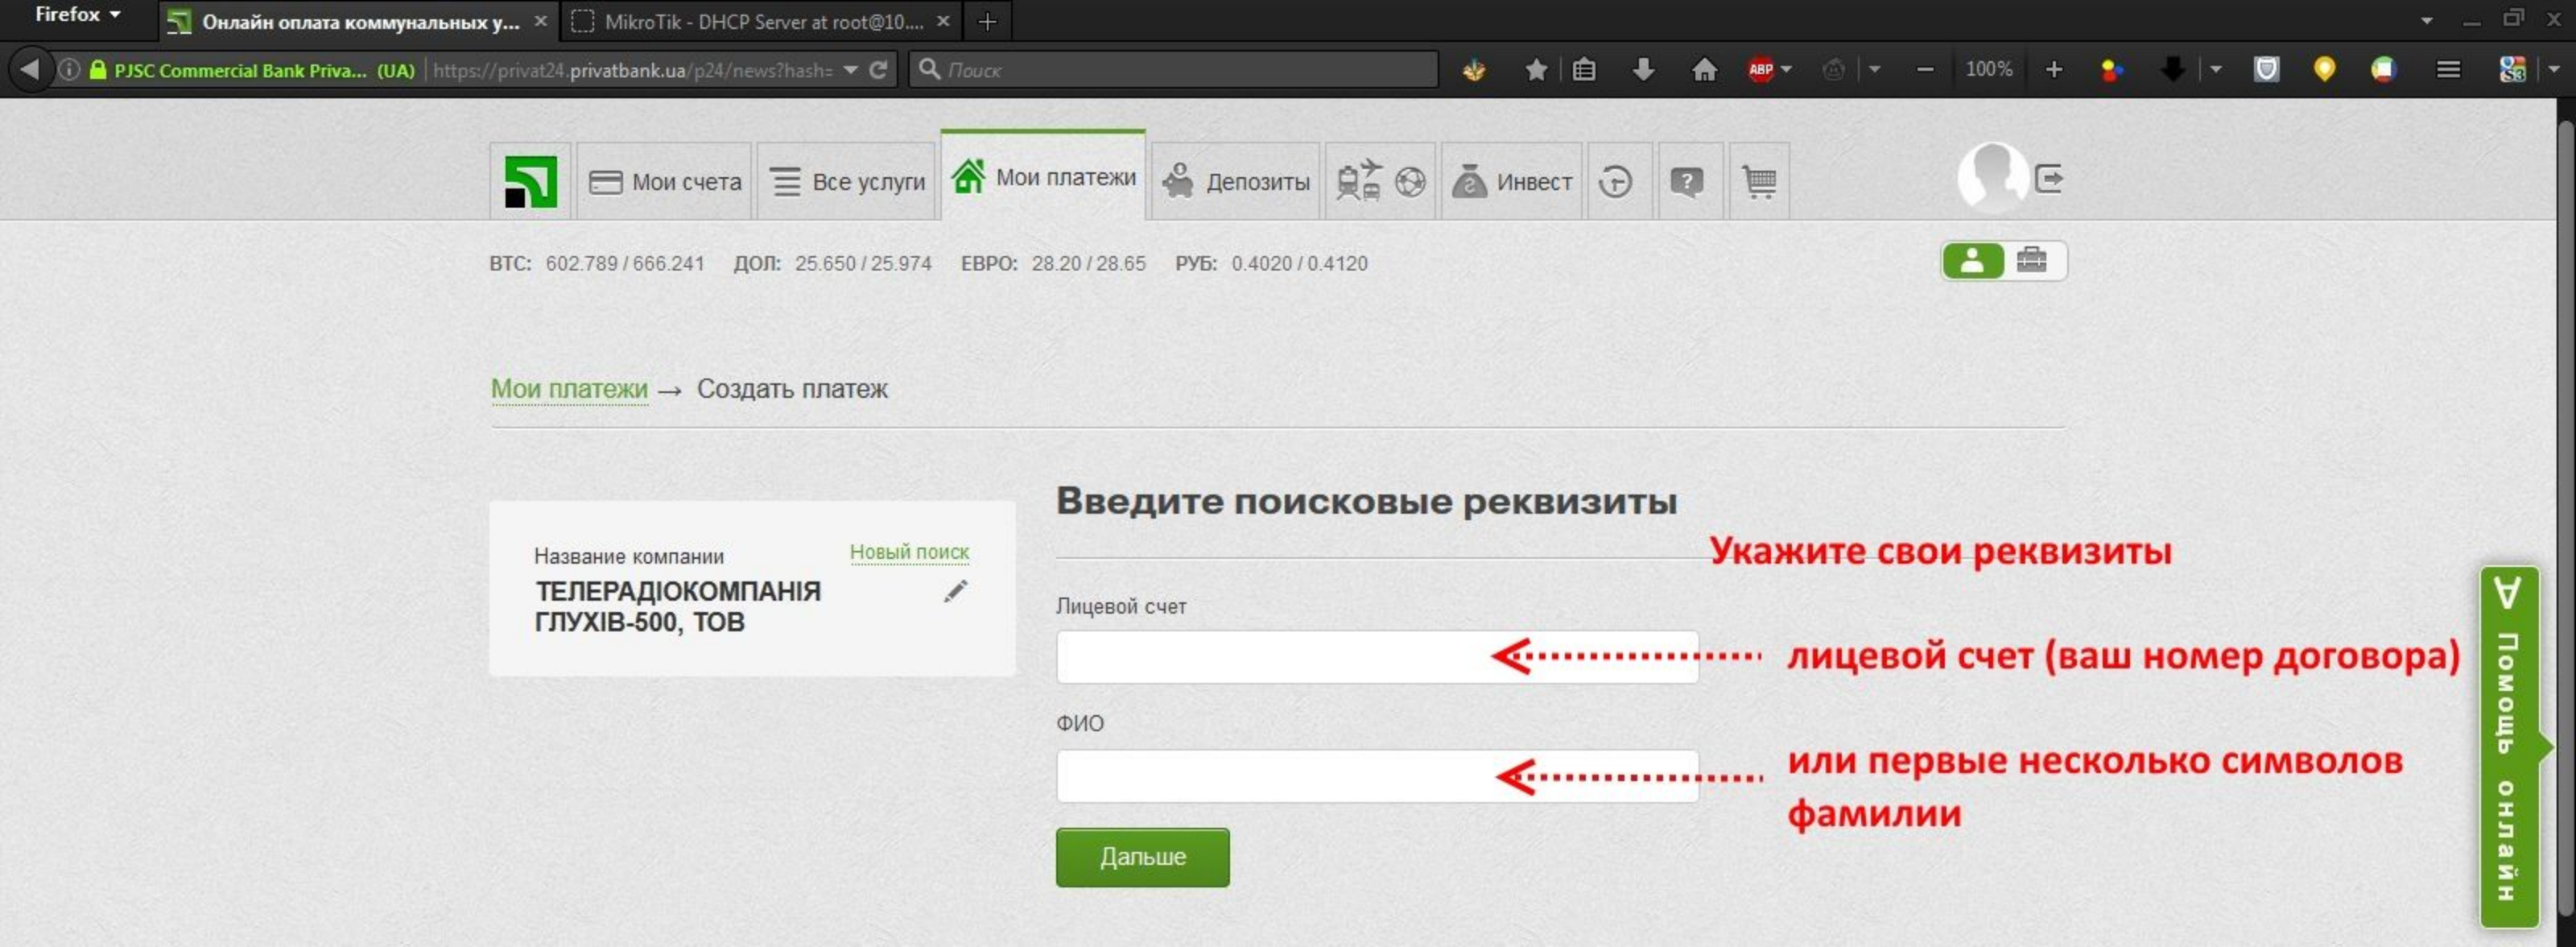 Firefox
Онлайн оплата коммунальных у...
MikroTik - DHCP Server at root@10....
PJSC Commercial Bank Priva... (UA)
https://privat24.privatbank.ua/p24/news?hash=
Поиск
ABP
100%
S3
Мои счета
Все услуги
Мои платежи
Депозиты
Инвест
BTC: 602.789 / 666.241 ДОЛ: 25.650 / 25.974 ЕВРО: 28.20 / 28.65 РУБ: 0.4020 / 0.4120
Мои платежи → Создать платеж
Введите поисковые реквизиты
Укажите свои реквизиты
Название компании
Новый поиск
ТЕЛЕРАДІОКОМПАНІЯ
ГЛУХІВ-500, ТОВ
Лицевой счет
лицевой счет (ваш номер договора)
ФИО
или первые несколько символов
фамилии
Дальше
Помощь онлайн